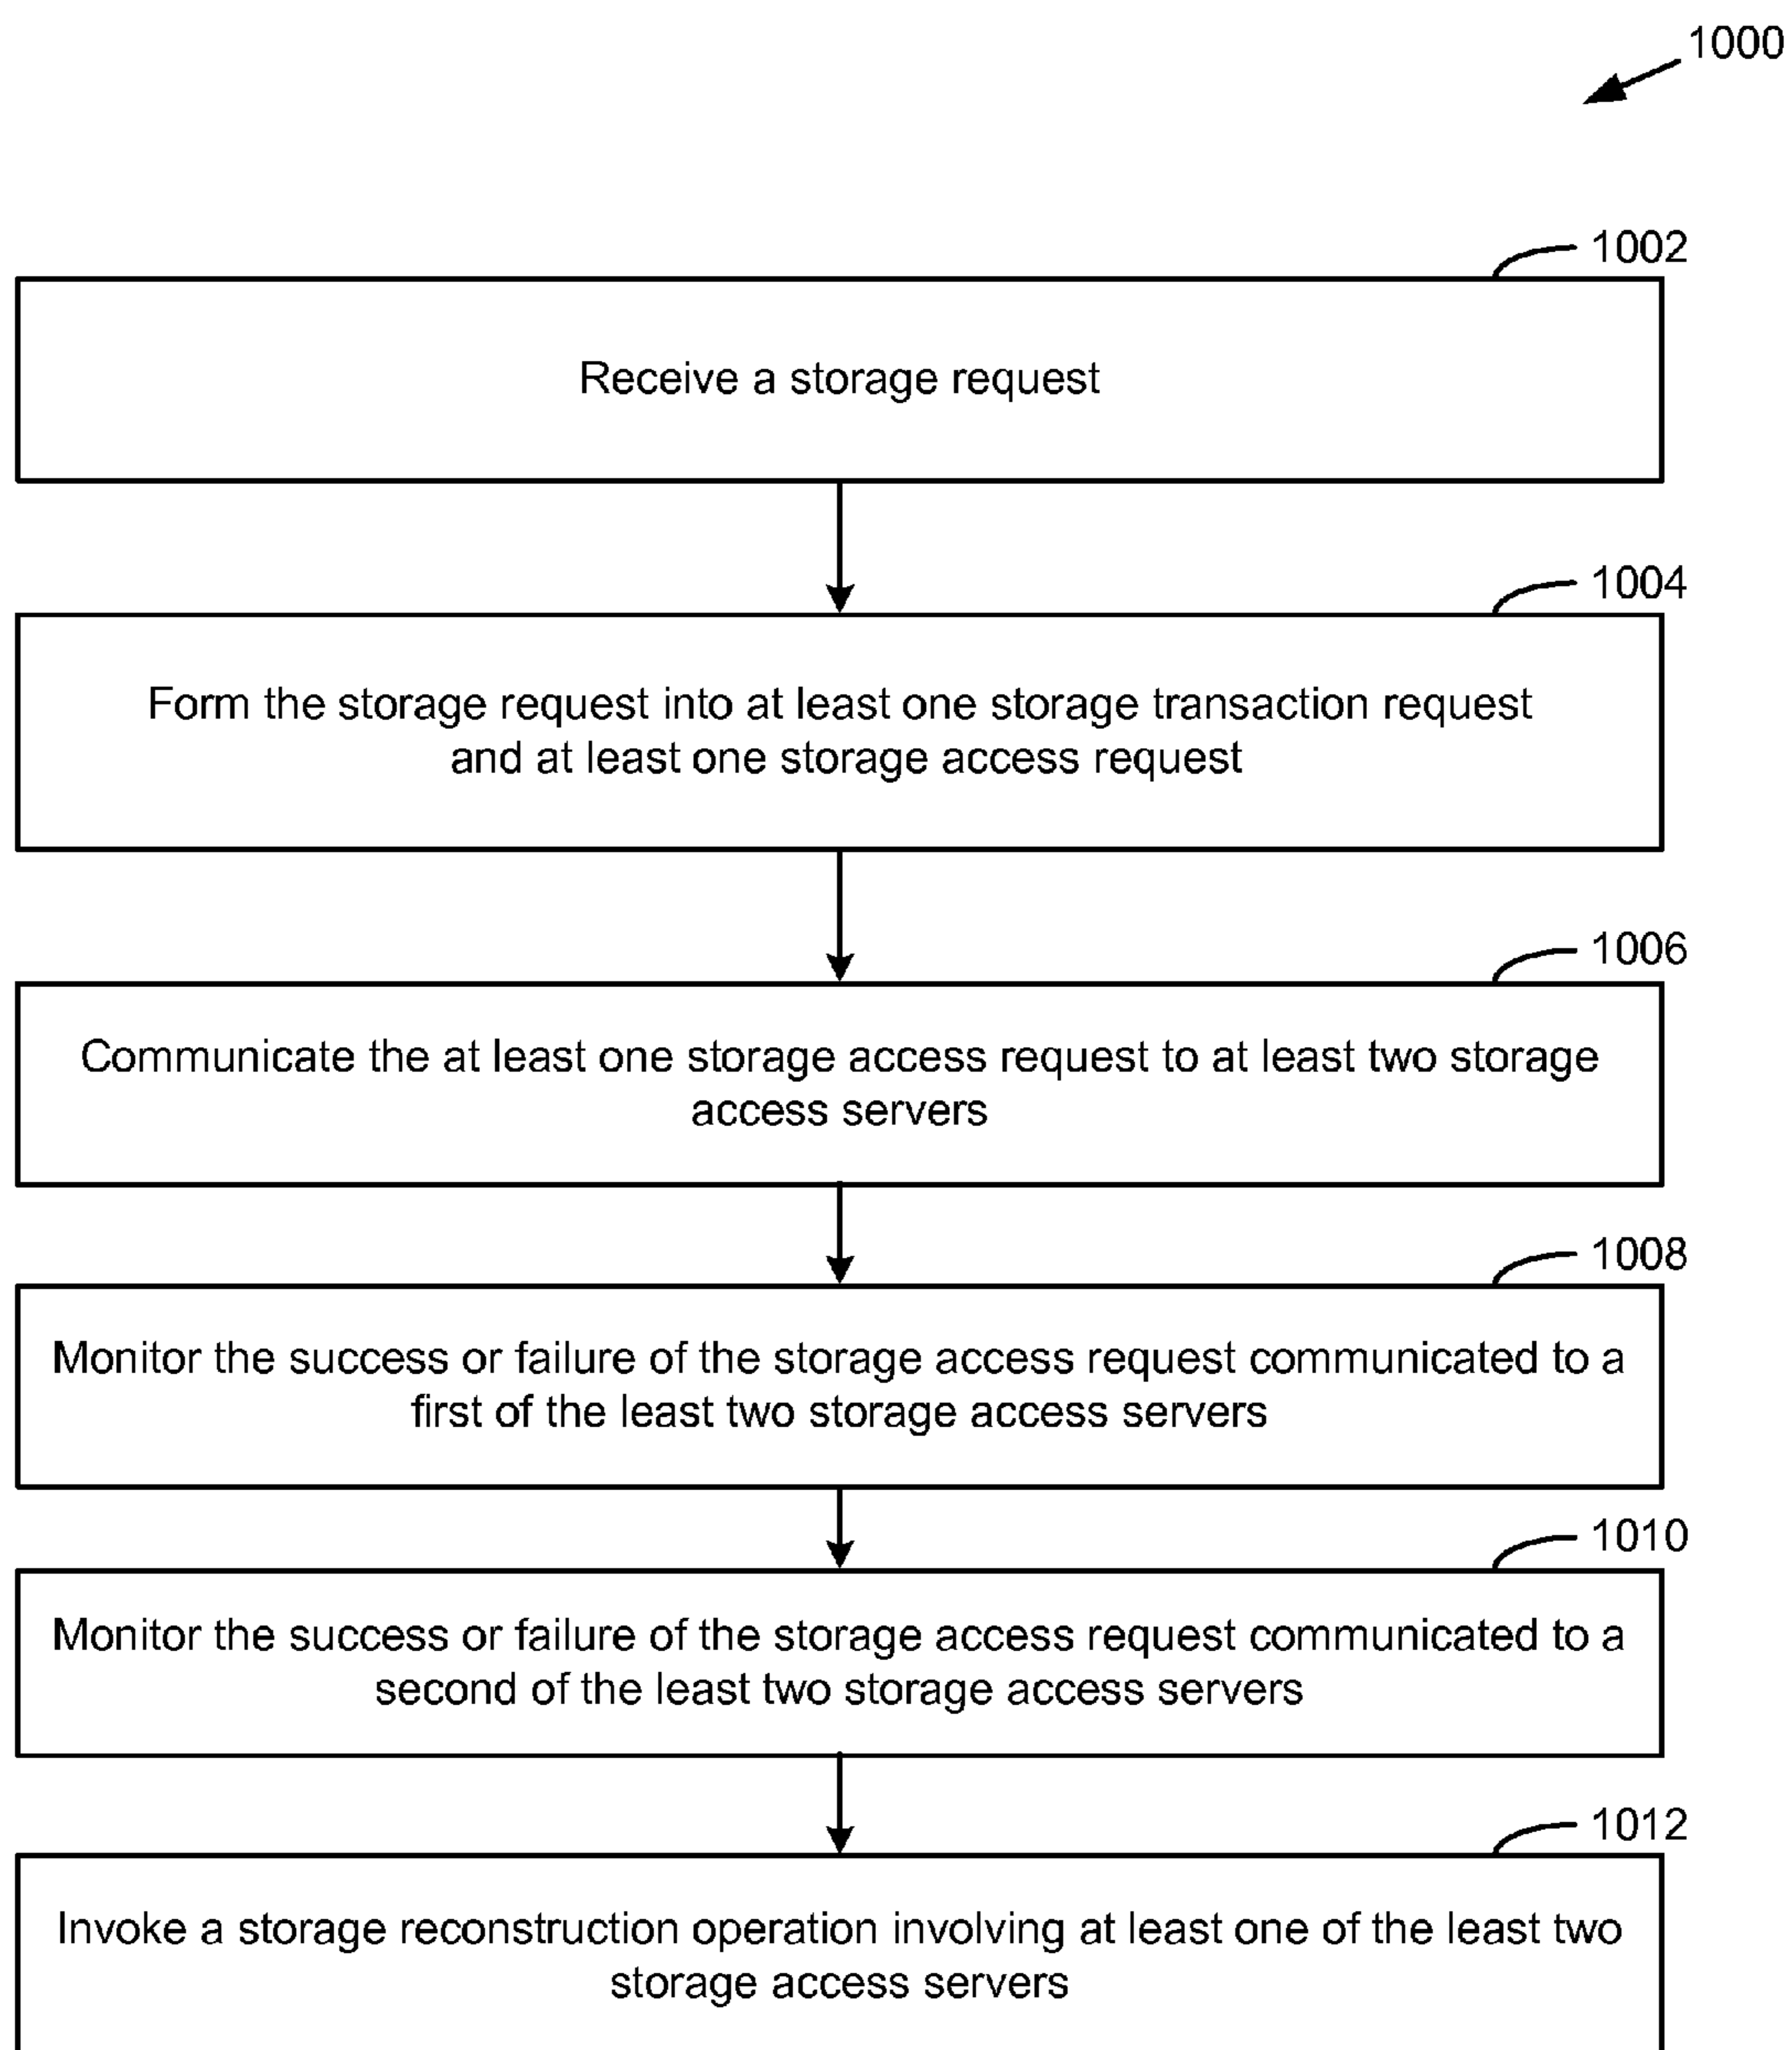 1000
1002
Receive a storage request
1004
Form the storage request into at least one storage transaction request
and at least one storage access request
1006
Communicate the at least one storage access request to at least two storage
access servers
1008
Monitor the success or failure of the storage access request communicated to a
first of the least two storage access servers
1010
Monitor the success or failure of the storage access request communicated to a
second of the least two storage access servers
1012
Invoke a storage reconstruction operation involving at least one of the least two
storage access servers